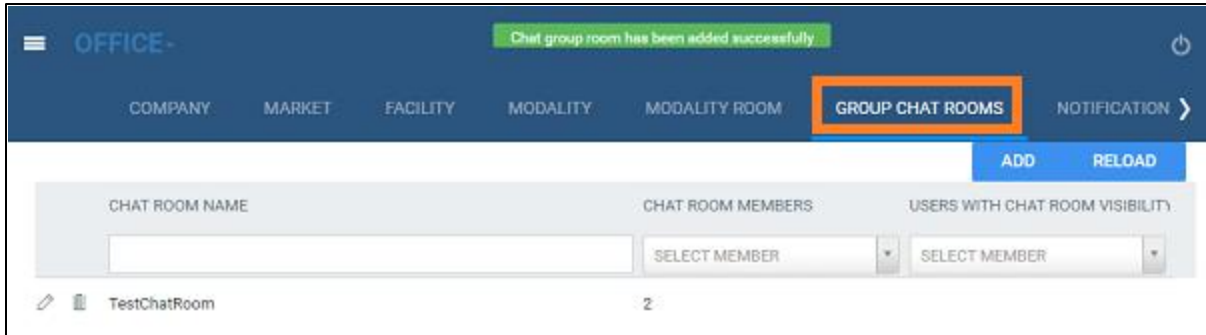 OFFICE-
Chat group room has been added successfully
COMPANY MARKET FACILITY MODALITY MODALITY ROOM GROUP CHAT ROOMS NOTIFICATION
ADD RELOAD
CHAT ROOM NAME CHAT ROOM MEMBERS USERS WITH CHAT ROOM VISIBILITY
SELECT MEMBER SELECT MEMBER
TestChatRoom 2